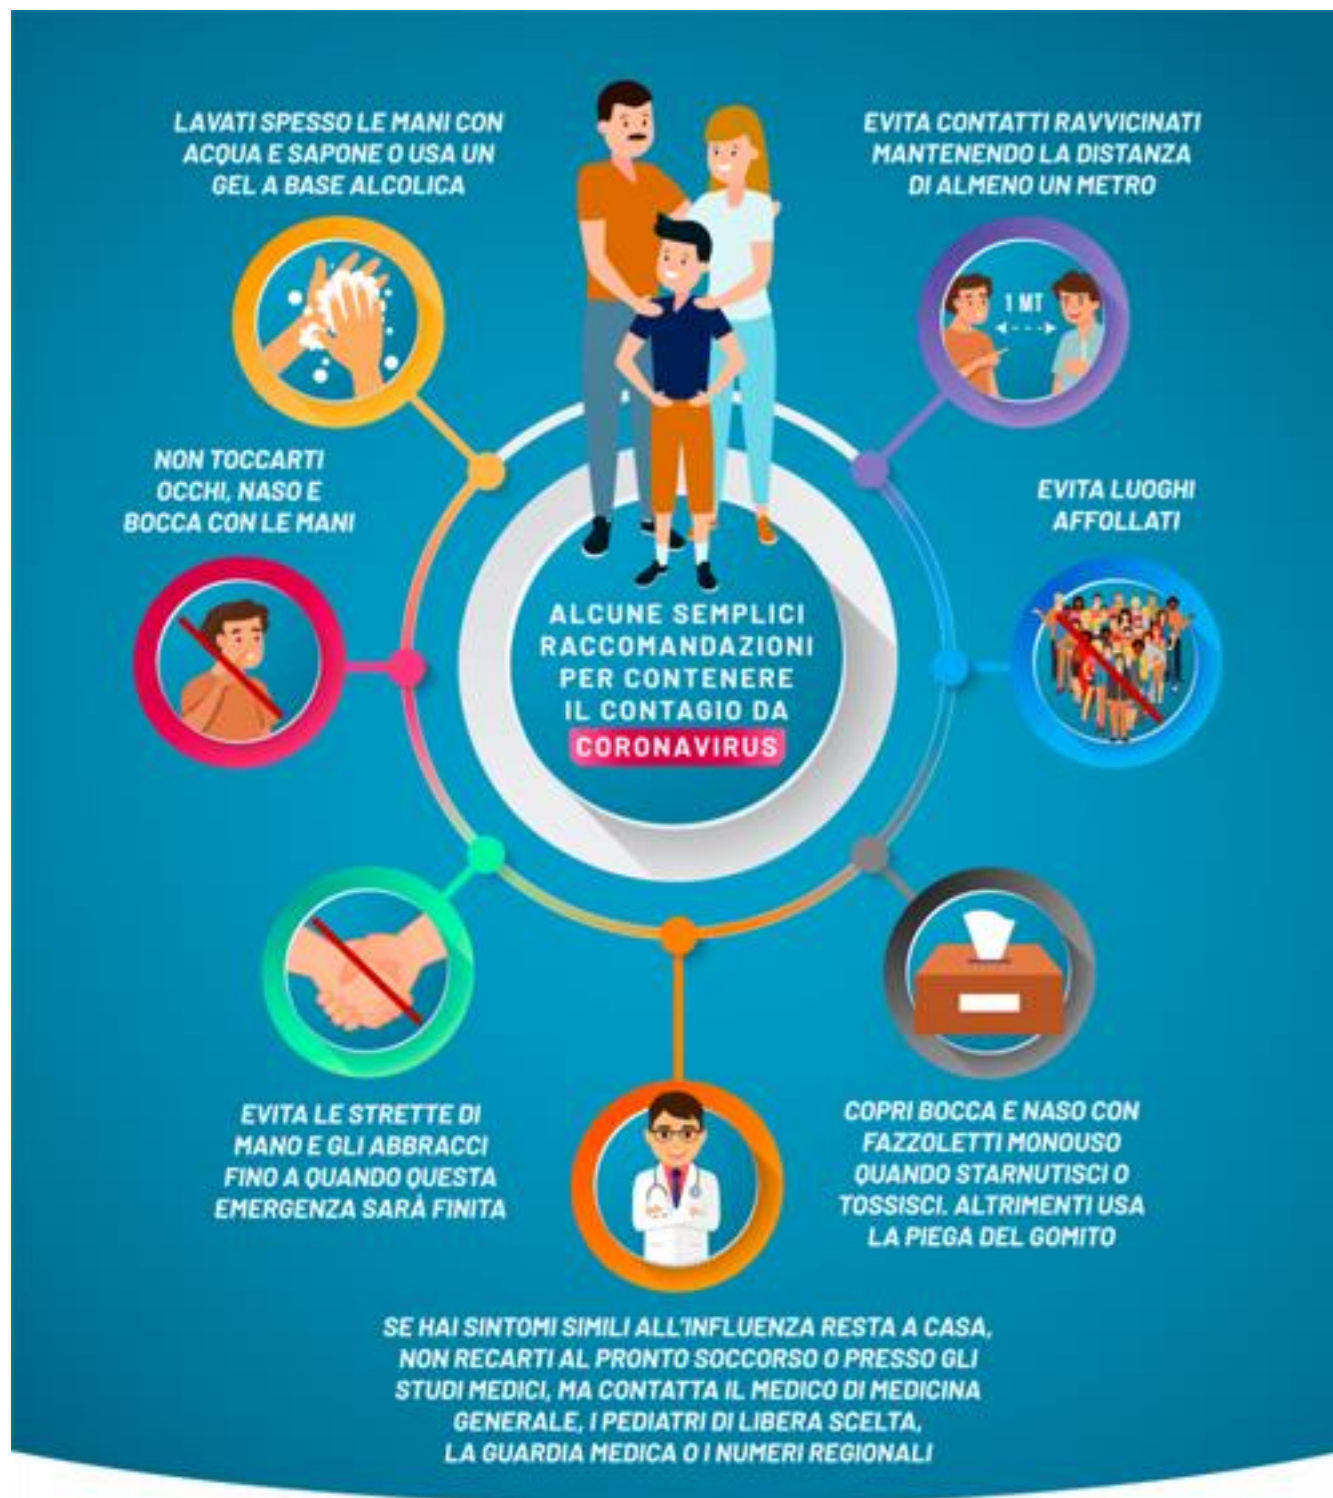 LAVATI SPESSO LE MANI CON
ACQUA E SAPONE O USA UN
GEL A BASE ALCOLICA
EVITA CONTATTI RAVVICINATI
MANTENENDO LA DISTANZA
DI ALMENO UN METRO
1 MT
NON TOCCARTI
OCCHI, NASO E
BOCCA CON LE MANI
EVITA LUOGHI
AFFOLLATI
ALCUNE SEMPLICI
RACCOMANDAZIONI
PER CONTENERE
IL CONTAGIO DA
CORONAVIRUS
EVITA LE STRETTE DI
MANO E GLI ABBRACCI
FINO A QUANDO QUESTA
EMERGENZA SARÀ FINITA
COPRI BOCCA E NASO CON
FAZZOLETTI MONOUSO
QUANDO STARNUTISCI O
TOSSISCI. ALTRIMENTI USA
LA PIEGA DEL GOMITO
SE HAI SINTOMI SIMILI ALL'INFLUENZA RESTA A CASA,
NON RECARTI AL PRONTO SOCCORSO O PRESSO GLI
STUDI MEDICI, MA CONTATTA IL MEDICO DI MEDICINA
GENERALE, I PEDIATRI DI LIBERA SCELTA,
LA GUARDIA MEDICA O I NUMERI REGIONALI